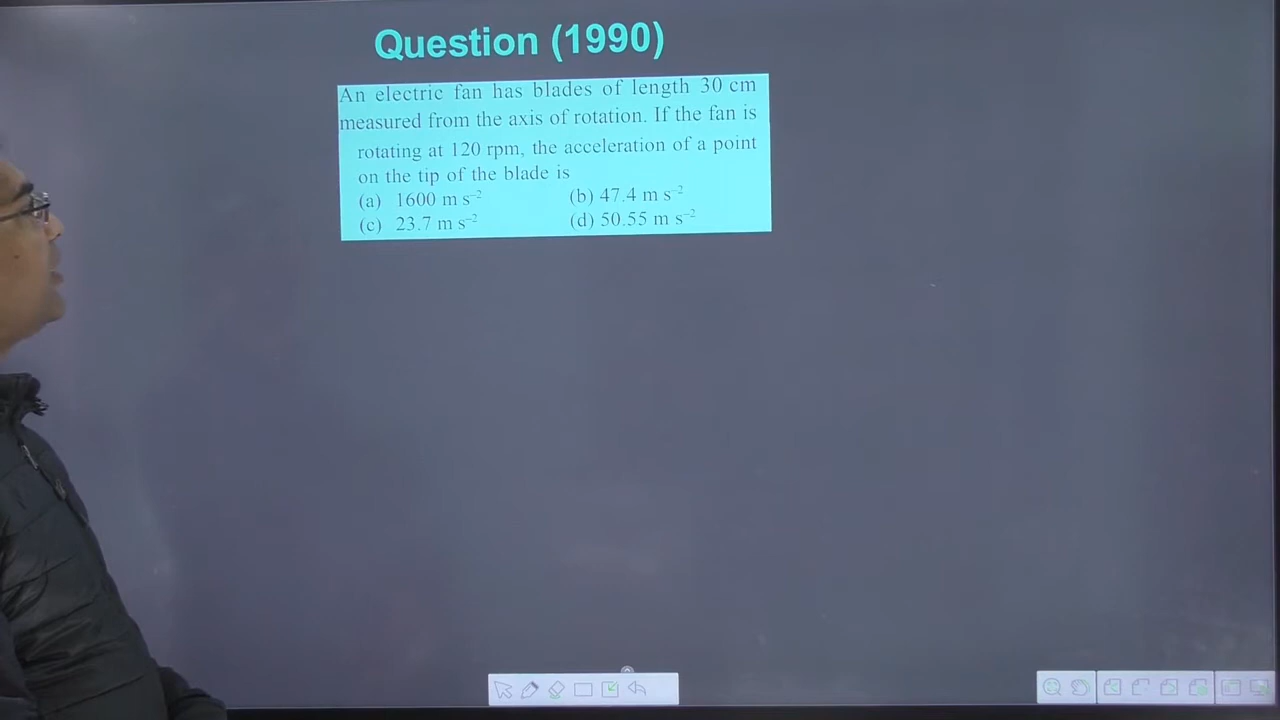 Question (1990)
An electric fan has blades of length 30 cm
measured from the axis of rotation. If the fan is
rotating at 120 rpm, the acceleration of a point
on the tip of the blade is
(a) 1600 m s⁻² (b) 47.4 m s⁻²
(c) 23.7 m s⁻² (d) 50.55 m s⁻²